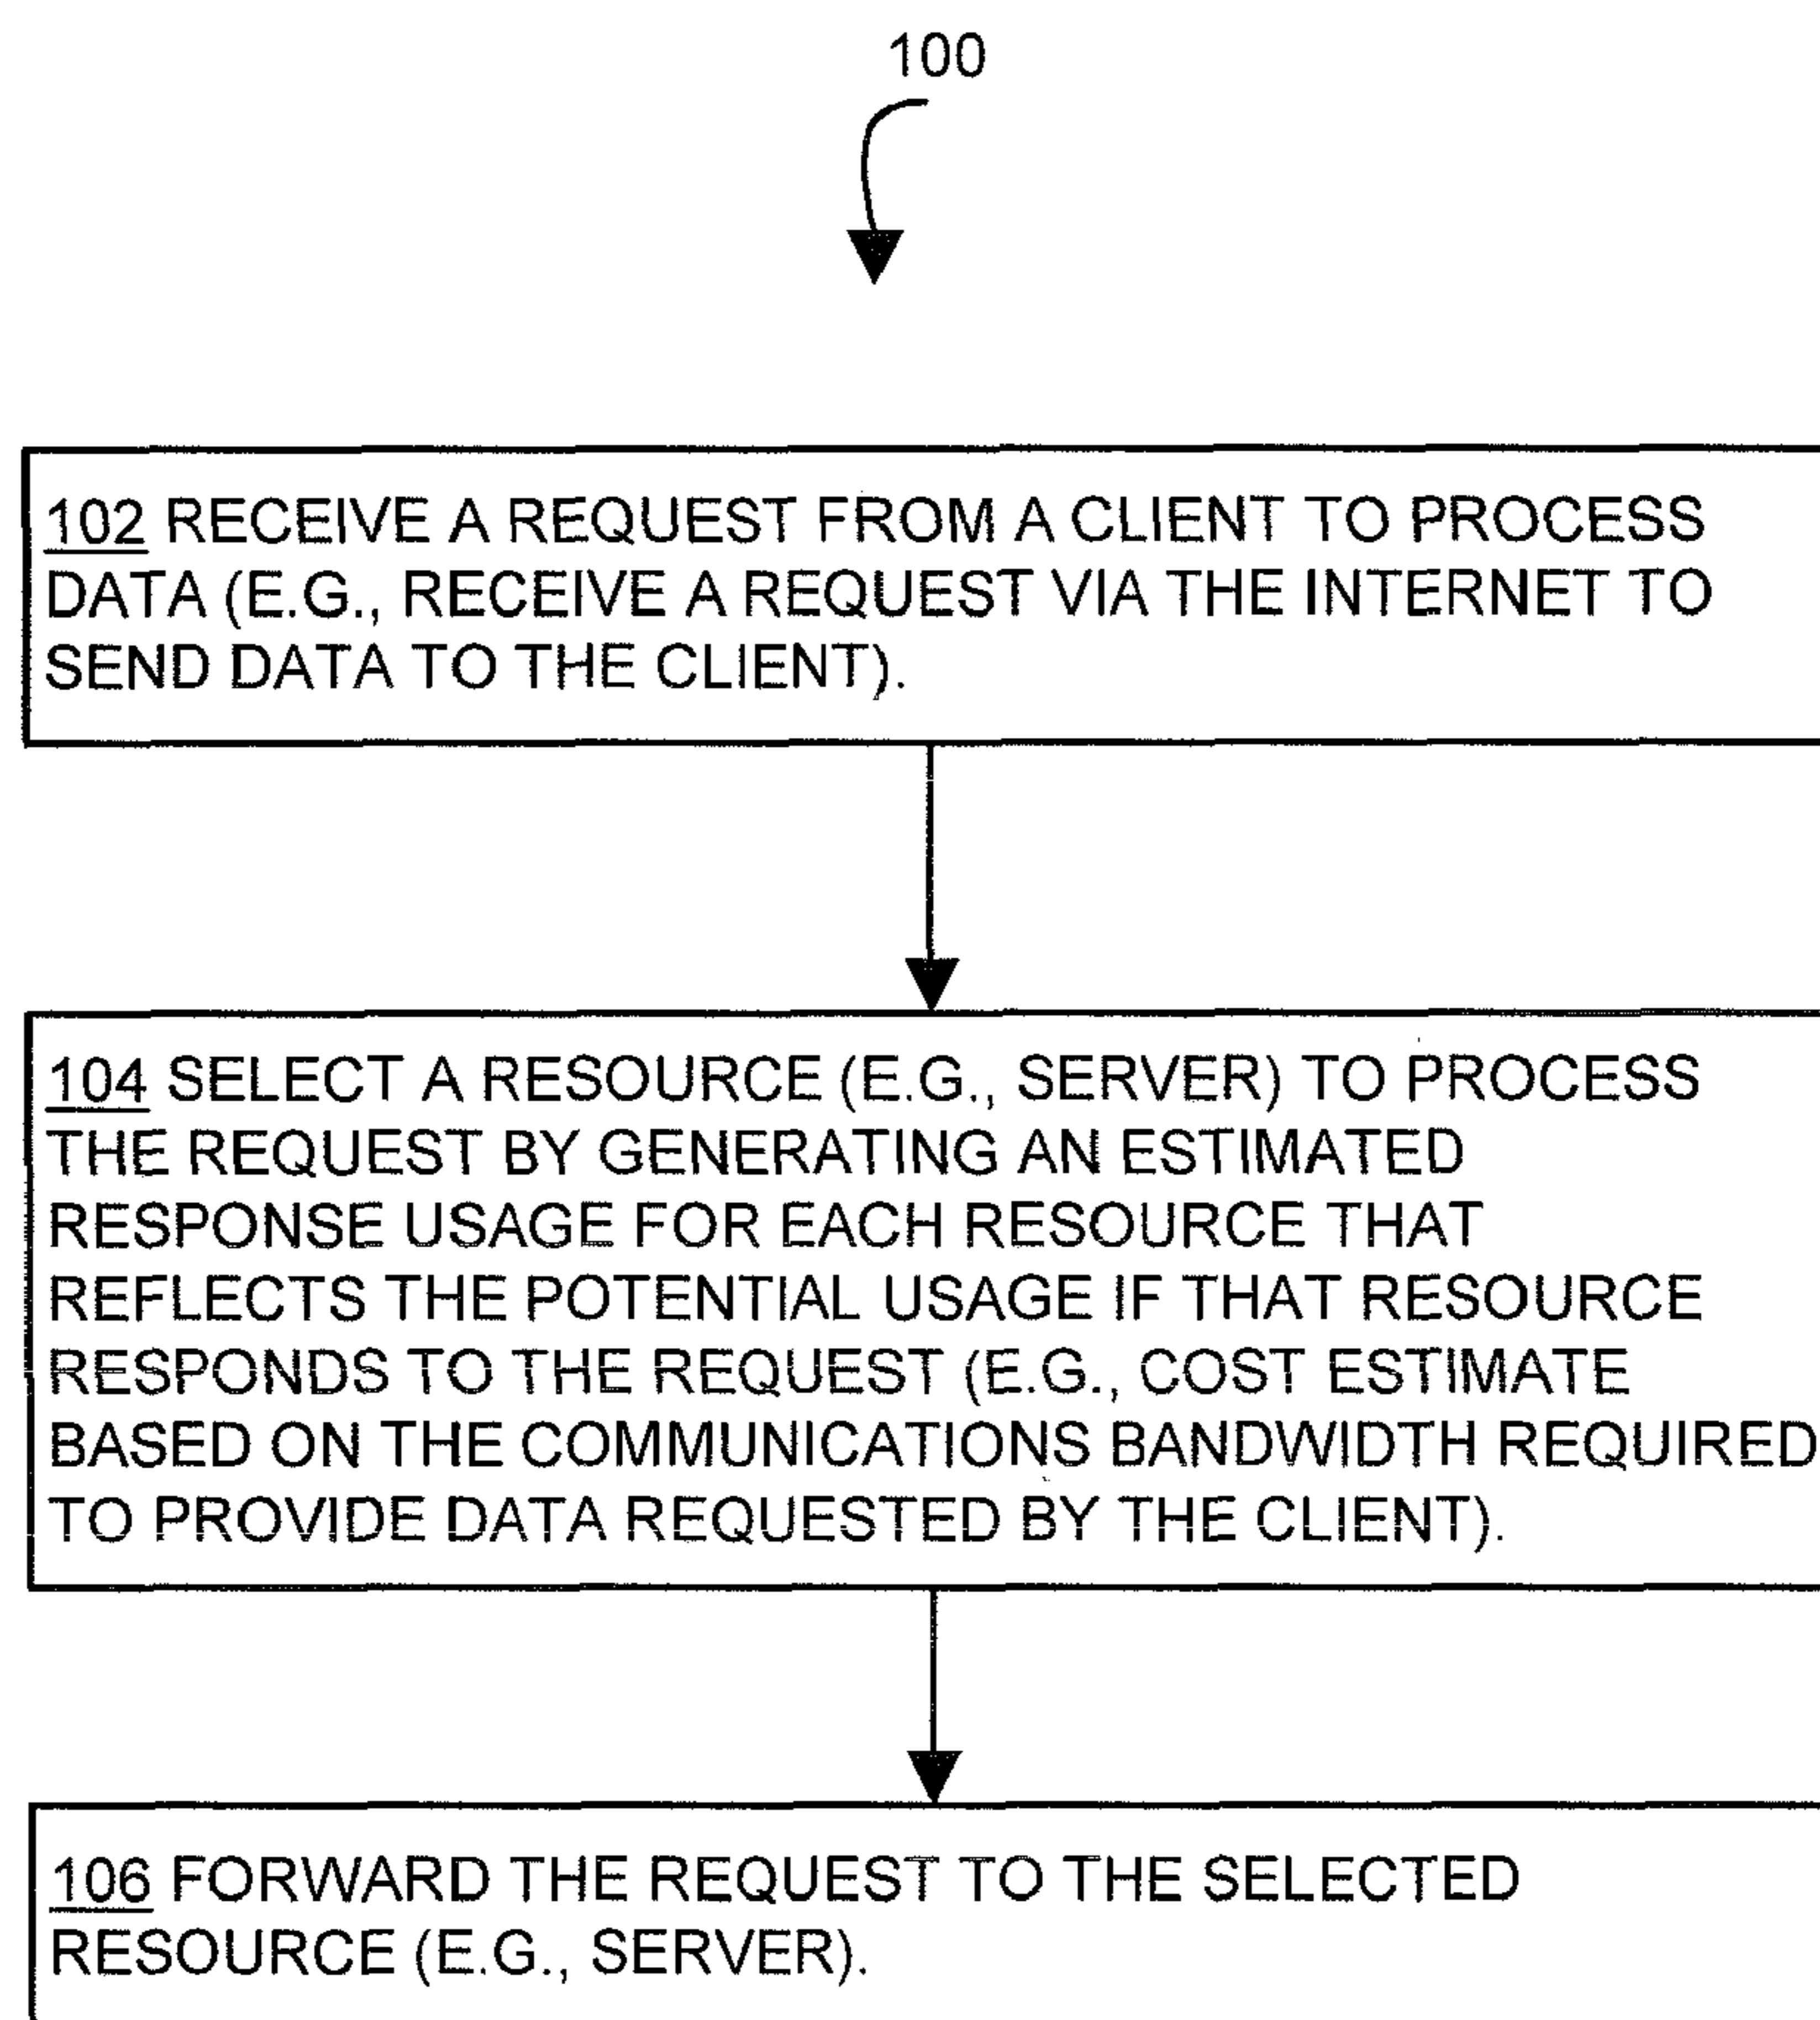 100
102 RECEIVE A REQUEST FROM A CLIENT TO PROCESS
DATA (E.G., RECEIVE A REQUEST VIA THE INTERNET TO
SEND DATA TO THE CLIENT).
104 SELECT A RESOURCE (E.G., SERVER) TO PROCESS
THE REQUEST BY GENERATING AN ESTIMATED
RESPONSE USAGE FOR EACH RESOURCE THAT
REFLECTS THE POTENTIAL USAGE IF THAT RESOURCE
RESPONDS TO THE REQUEST (E.G., COST ESTIMATE
BASED ON THE COMMUNICATIONS BANDWIDTH REQUIRED
TO PROVIDE DATA REQUESTED BY THE CLIENT).
106 FORWARD THE REQUEST TO THE SELECTED
RESOURCE (E.G., SERVER).